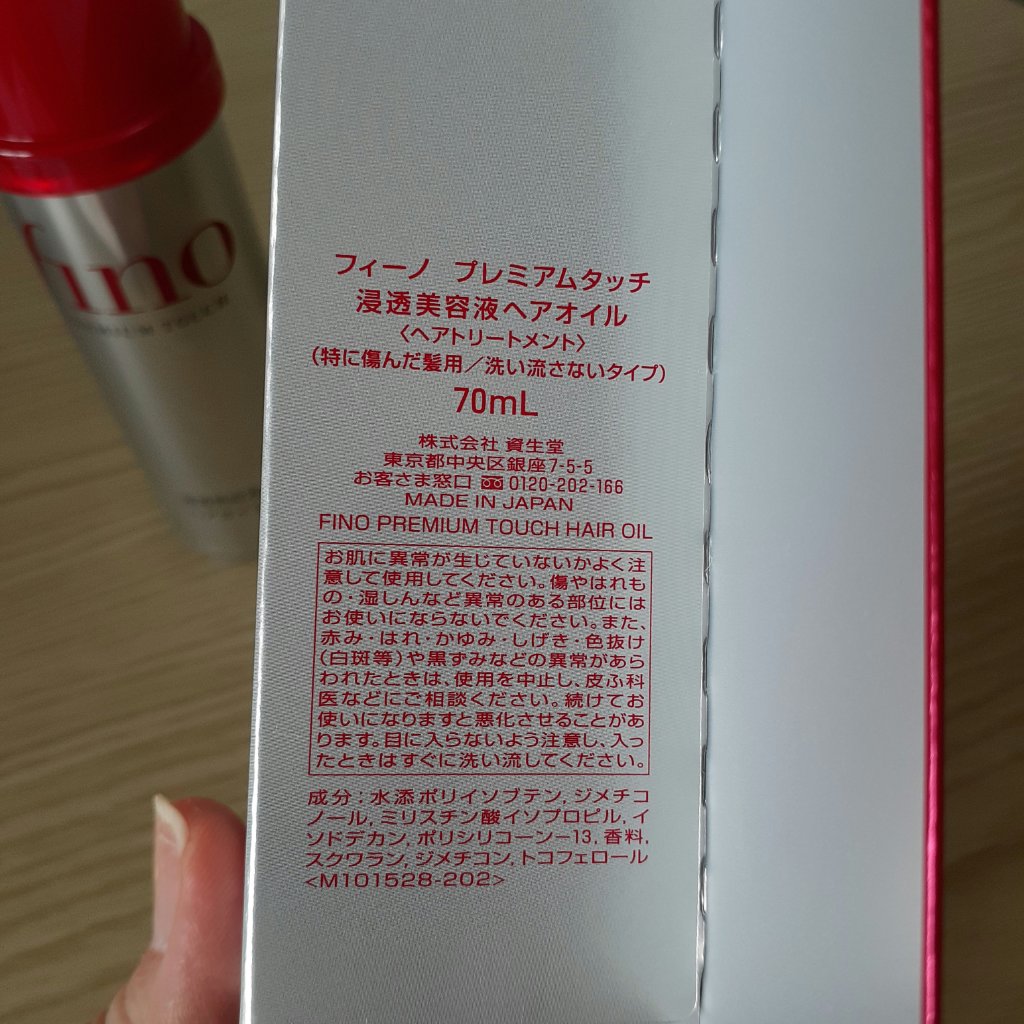 fino
PREMIUM TOUCH
フィーノ プレミアムタッチ
浸透美容液ヘアオイル
〈ヘアトリートメント〉
(特に傷んだ髪用／洗い流さないタイプ)
70mL
株式会社 資生堂
東京都中央区銀座7-5-5
お客さま窓口 0120-202-166
MADE IN JAPAN
FINO PREMIUM TOUCH HAIR OIL
お肌に異常が生じていないかよく注
意して使用してください。傷やはれも
の・湿しんなど異常のある部位には
お使いにならないでください。また、
赤み・はれ・かゆみ・しげき・色抜け
(白斑等)や黒ずみなどの異常があら
われたときは、使用を中止し、皮ふ科
医などにご相談ください。続けてお
使いになりますと悪化させることがあ
ります。目に入らないよう注意し、入っ
たときはすぐに洗い流してください。
成分：水添ポリイソブテン, ジメチコ
ノール, ミリスチン酸イソプロピル, イ
ソドデカン, ポリシリコーン-13, 香料,
スクワラン, ジメチコン, トコフェロール
<M101528-202>